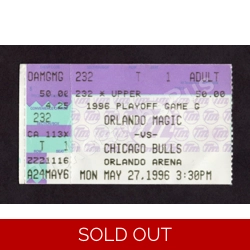 DAMGMG 232 T 1 ADULT
50.00 232 * UPPER 50.00
4/25 1996 PLAYOFF GAME G
232 ORLANDO MAGIC
CA 113X -VS-
T 1 CHICAGO BULLS
2221116 ORLANDO ARENA
A24MAY6 MON MAY 27,1996 3:30PM
SOLD OUT